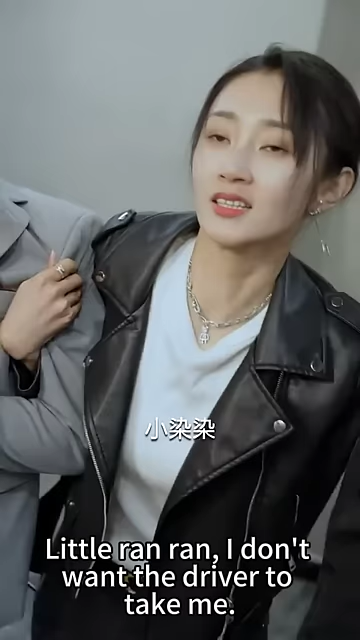 小染染
Little ran ran, I don't
want the driver to
take me.